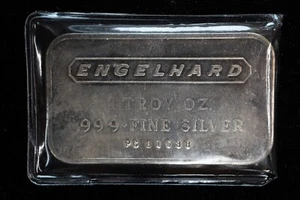 ENGELHARD
1 TROY OZ.
999+ FINE SILVER